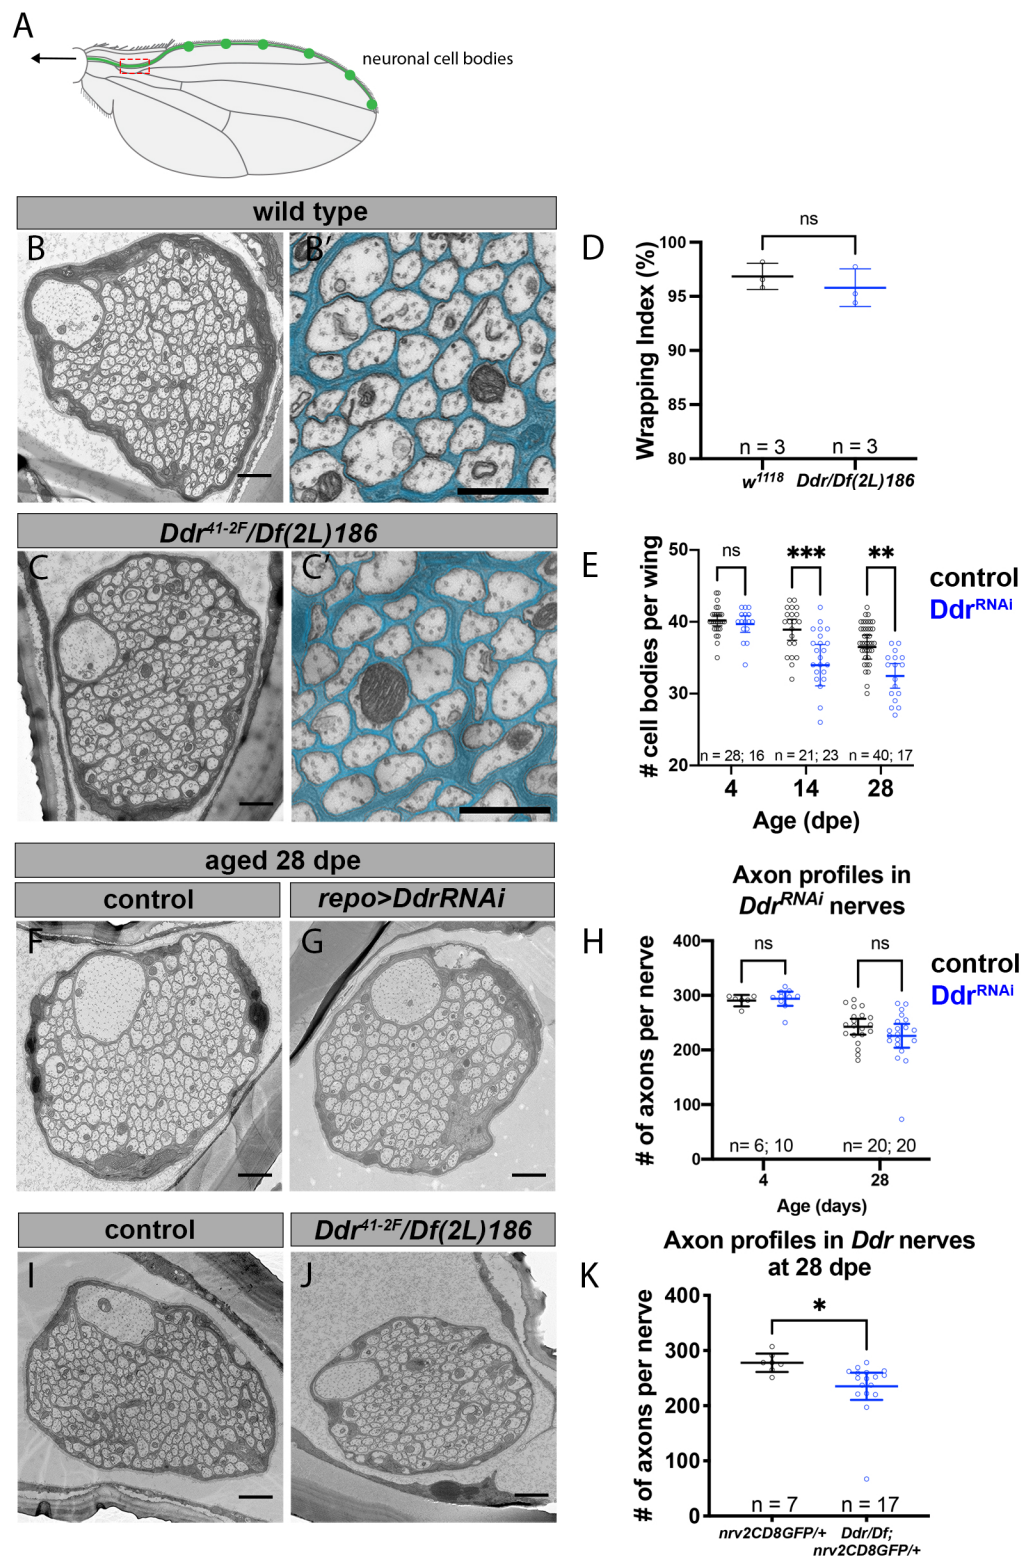 A
neuronal cell bodies
wild type
B
B′
D
ns
100
95
90
85
80
Wrapping Index (%)
n = 3
n = 3
w1118
Ddr/Df(2L)186
Ddr41-2F/Df(2L)186
C
C′
E
50
40
30
20
# cell bodies per wing
ns
***
**
control
DdrRNAi
n = 28; 16
n = 21; 23
n = 40; 17
4
14
28
Age (dpe)
aged 28 dpe
control
repo>DdrRNAi
F
G
Axon profiles in
DdrRNAi nerves
H
400
300
200
100
0
# of axons per nerve
ns
ns
control
DdrRNAi
n= 6; 10
n= 20; 20
4
28
Age (days)
control
Ddr41-2F/Df(2L)186
I
J
Axon profiles in Ddr nerves
at 28 dpe
K
400
300
200
100
0
# of axons per nerve
*
n = 7
n = 17
nrv2CD8GFP/+
Ddr/Df;
nrv2CD8GFP/+